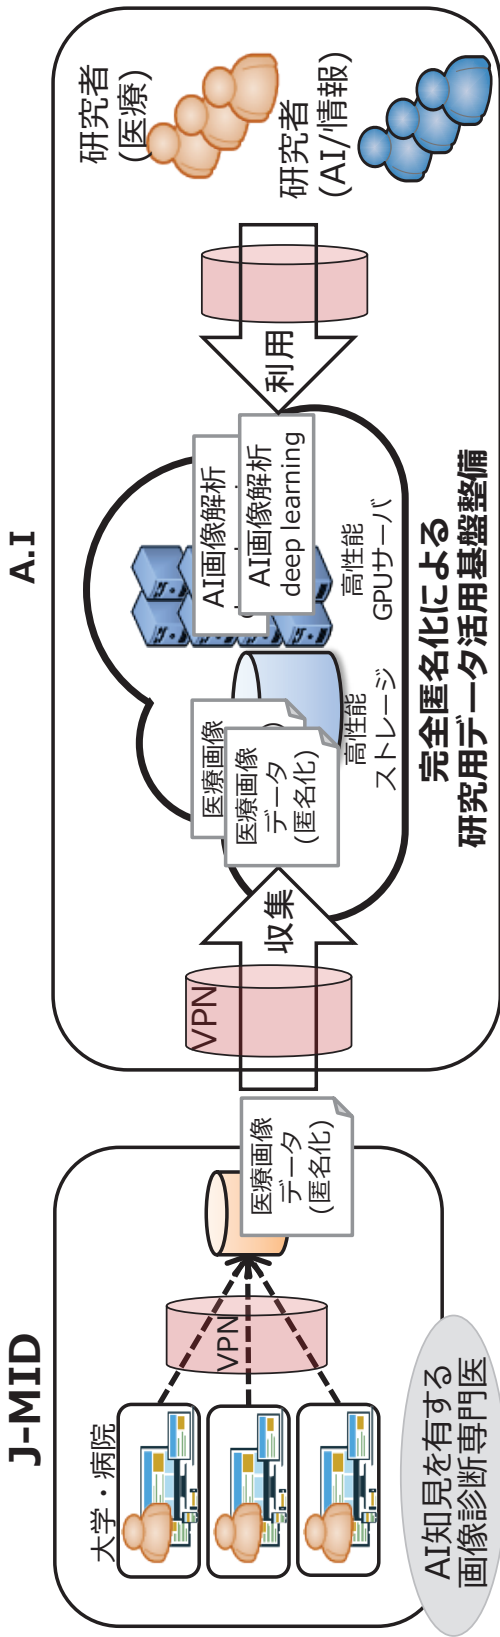 J-MID
大学・病院
VPN
AI知見を有する
画像診断専門医
医療画像
データ
(匿名化)
A.I
VPN
収集
医療画像
医療画像
データ
(匿名化)
高性能
ストレージ
AI画像解析
AI画像解析
deep learning
高性能
GPUサーバ
利用
研究者
(医療)
研究者
(AI/情報)
完全匿名化による
研究用データ活用基盤整備